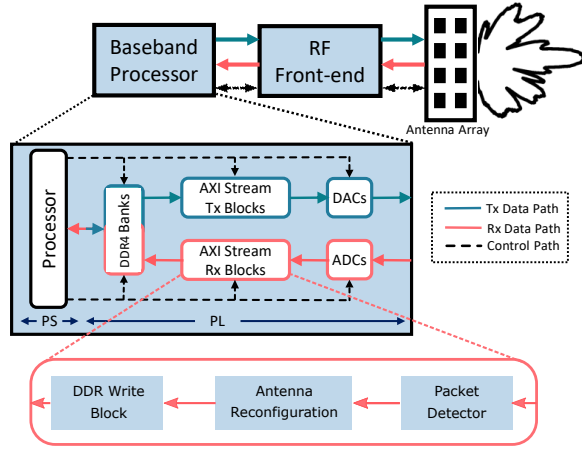 Baseband
Processor
RF
Front-end
Antenna Array
Processor
DDR4 Banks
AXI Stream
Tx Blocks
DACs
AXI Stream
Rx Blocks
ADCs
PS
PL
Tx Data Path
Rx Data Path
Control Path
DDR Write
Block
Antenna
Reconfiguration
Packet
Detector